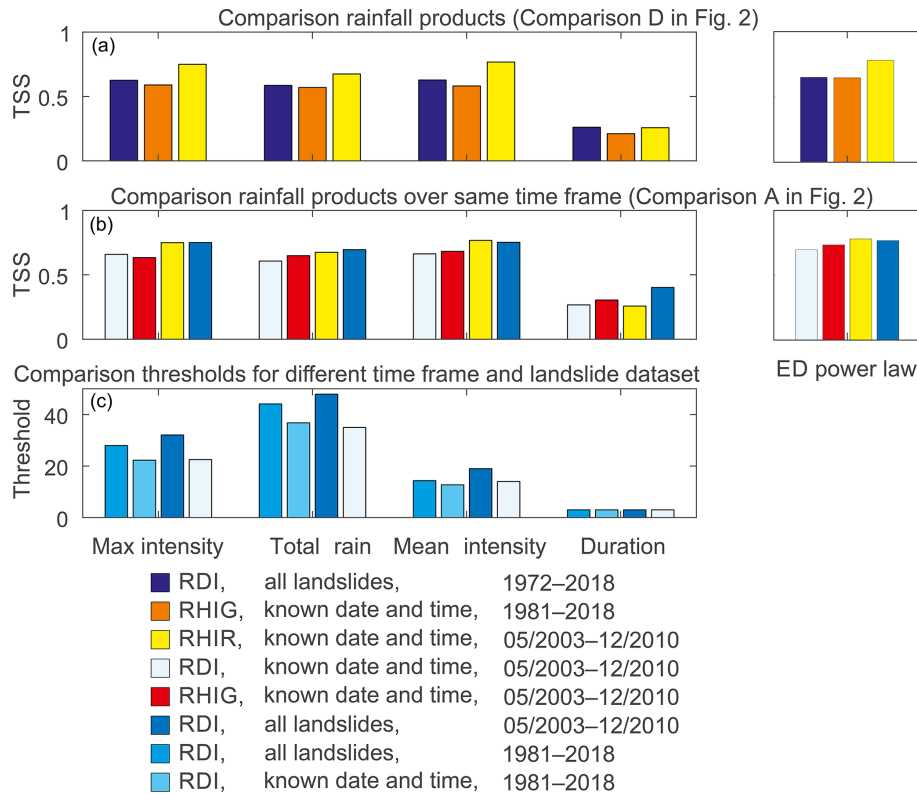 Comparison rainfall products (Comparison D in Fig. 2)
(a)
1
0.5
0
TSS
Comparison rainfall products over same time frame (Comparison A in Fig. 2)
(b)
1
0.5
0
TSS
ED power law
Comparison thresholds for different time frame and landslide dataset
(c)
40
20
0
Threshold
Max intensity Total rain Mean intensity Duration
RDI, all landslides, 1972–2018
RHIG, known date and time, 1981–2018
RHIR, known date and time, 05/2003–12/2010
RDI, known date and time, 05/2003–12/2010
RHIG, known date and time, 05/2003–12/2010
RDI, all landslides, 05/2003–12/2010
RDI, all landslides, 1981–2018
RDI, known date and time, 1981–2018